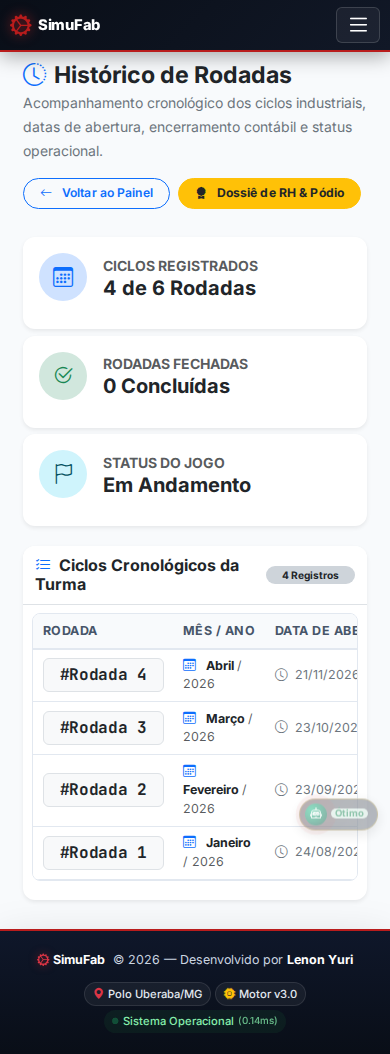 SimuFab
Histórico de Rodadas
Acompanhamento cronológico dos ciclos industriais,
datas de abertura, encerramento contábil e status
operacional.
Voltar ao Painel
Dossiê de RH & Pódio
CICLOS REGISTRADOS
4 de 6 Rodadas
RODADAS FECHADAS
0 Concluídas
STATUS DO JOGO
Em Andamento
Ciclos Cronológicos da
Turma
4 Registros
RODADA MÊS / ANO DATA DE ABE
#Rodada 4 Abril / 21/11/2026
2026
#Rodada 3 Março / 23/10/202
2026
#Rodada 2 Fevereiro / 23/09/202
2026
Ótimo
#Rodada 1 Janeiro 24/08/202
/ 2026
SimuFab © 2026 — Desenvolvido por Lenon Yuri
Polo Uberaba/MG Motor v3.0
Sistema Operacional (0.14ms)